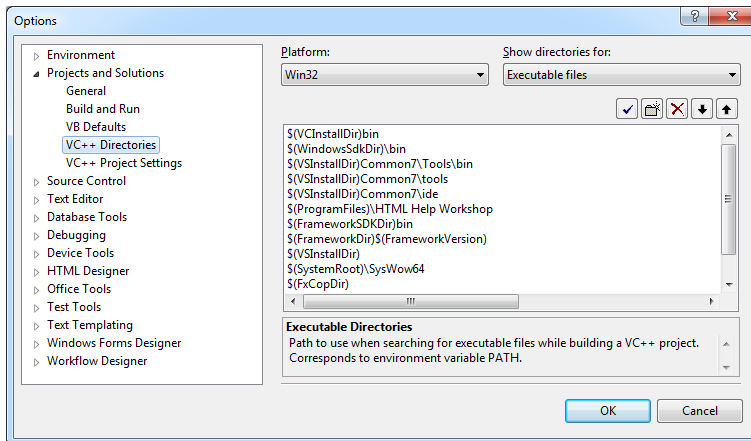 Options
Environment
Projects and Solutions
General
Build and Run
VB Defaults
VC++ Directories
VC++ Project Settings
Source Control
Text Editor
Database Tools
Debugging
Device Tools
HTML Designer
Office Tools
Test Tools
Text Templating
Windows Forms Designer
Workflow Designer
Platform:
Win32
Show directories for:
Executable files
$(VCInstallDir)bin
$(WindowsSdkDir)\bin
$(VSInstallDir)Common7\Tools\bin
$(VSInstallDir)Common7\tools
$(VSInstallDir)Common7\ide
$(ProgramFiles)\HTML Help Workshop
$(FrameworkSDKDir)bin
$(FrameworkDir)$(FrameworkVersion)
$(VSInstallDir)
$(SystemRoot)\SysWow64
$(FxCopDir)
Executable Directories
Path to use when searching for executable files while building a VC++ project.
Corresponds to environment variable PATH.
OK
Cancel